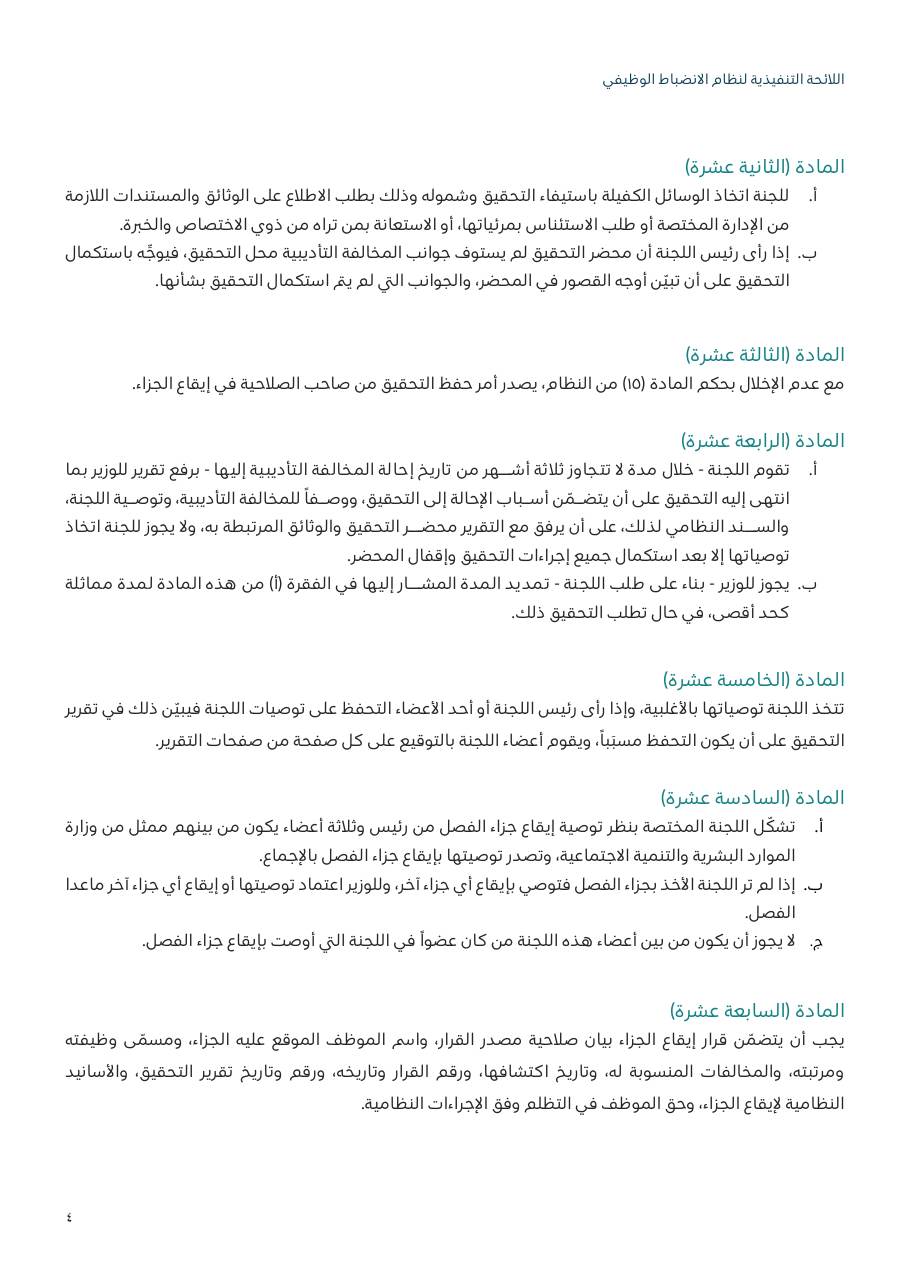 اللائحة التنفيذية لنظام الانضباط الوظيفي
المادة (الثانية عشرة)
أ. للجنة اتخاذ الوسائل الكفيلة باستيفاء التحقيق وشموله وذلك بطلب الاطلاع على الوثائق والمستندات اللازمة
من الإدارة المختصة أو طلب الاستئناس بمرئياتها، أو الاستعانة بمن تراه من ذوي الاختصاص والخبرة.
ب. إذا رأى رئيس اللجنة أن محضر التحقيق لم يستوف جوانب المخالفة التأديبية محل التحقيق، فيوجِّه باستكمال
التحقيق على أن تبيّن أوجه القصور في المحضر، والجوانب التي لم يتم استكمال التحقيق بشأنها.
المادة (الثالثة عشرة)
مع عدم الإخلال بحكم المادة (١٥) من النظام، يصدر أمر حفظ التحقيق من صاحب الصلاحية في إيقاع الجزاء.
المادة (الرابعة عشرة)
أ. تقوم اللجنة - خلال مدة لا تتجاوز ثلاثة أشهر من تاريخ إحالة المخالفة التأديبية إليها - برفع تقرير للوزير بما
انتهى إليه التحقيق على أن يتضمّن أسباب الإحالة إلى التحقيق، ووصفاً للمخالفة التأديبية، وتوصية اللجنة،
والسند النظامي لذلك، على أن يرفق مع التقرير محضر التحقيق والوثائق المرتبطة به، ولا يجوز للجنة اتخاذ
توصياتها إلا بعد استكمال جميع إجراءات التحقيق وإقفال المحضر.
ب. يجوز للوزير - بناء على طلب اللجنة - تمديد المدة المشار إليها في الفقرة (أ) من هذه المادة لمدة مماثلة
كحد أقصى، في حال تطلب التحقيق ذلك.
المادة (الخامسة عشرة)
تتخذ اللجنة توصياتها بالأغلبية، وإذا رأى رئيس اللجنة أو أحد الأعضاء التحفظ على توصيات اللجنة فيبيّن ذلك في تقرير
التحقيق على أن يكون التحفظ مسبَباً، ويقوم أعضاء اللجنة بالتوقيع على كل صفحة من صفحات التقرير.
المادة (السادسة عشرة)
أ. تشكّل اللجنة المختصة بنظر توصية إيقاع جزاء الفصل من رئيس وثلاثة أعضاء يكون من بينهم ممثل من وزارة
الموارد البشرية والتنمية الاجتماعية، وتصدر توصيتها بإيقاع جزاء الفصل بالإجماع.
ب. إذا لم تر اللجنة الأخذ بجزاء الفصل فتوصي بإيقاع أي جزاء آخر، وللوزير اعتماد توصيتها أو إيقاع أي جزاء آخر ماعدا
الفصل.
ج. لا يجوز أن يكون من بين أعضاء هذه اللجنة من كان عضواً في اللجنة التي أوصت بإيقاع جزاء الفصل.
المادة (السابعة عشرة)
يجب أن يتضمّن قرار إيقاع الجزاء بيان صلاحية مصدر القرار، واسم الموظف الموقع عليه الجزاء، ومسمّى وظيفته
ومرتبته، والمخالفات المنسوبة له، وتاريخ اكتشافها، ورقم القرار وتاريخه، ورقم وتاريخ تقرير التحقيق، والأسانيد
النظامية لإيقاع الجزاء، وحق الموظف في التظلم وفق الإجراءات النظامية.
٤